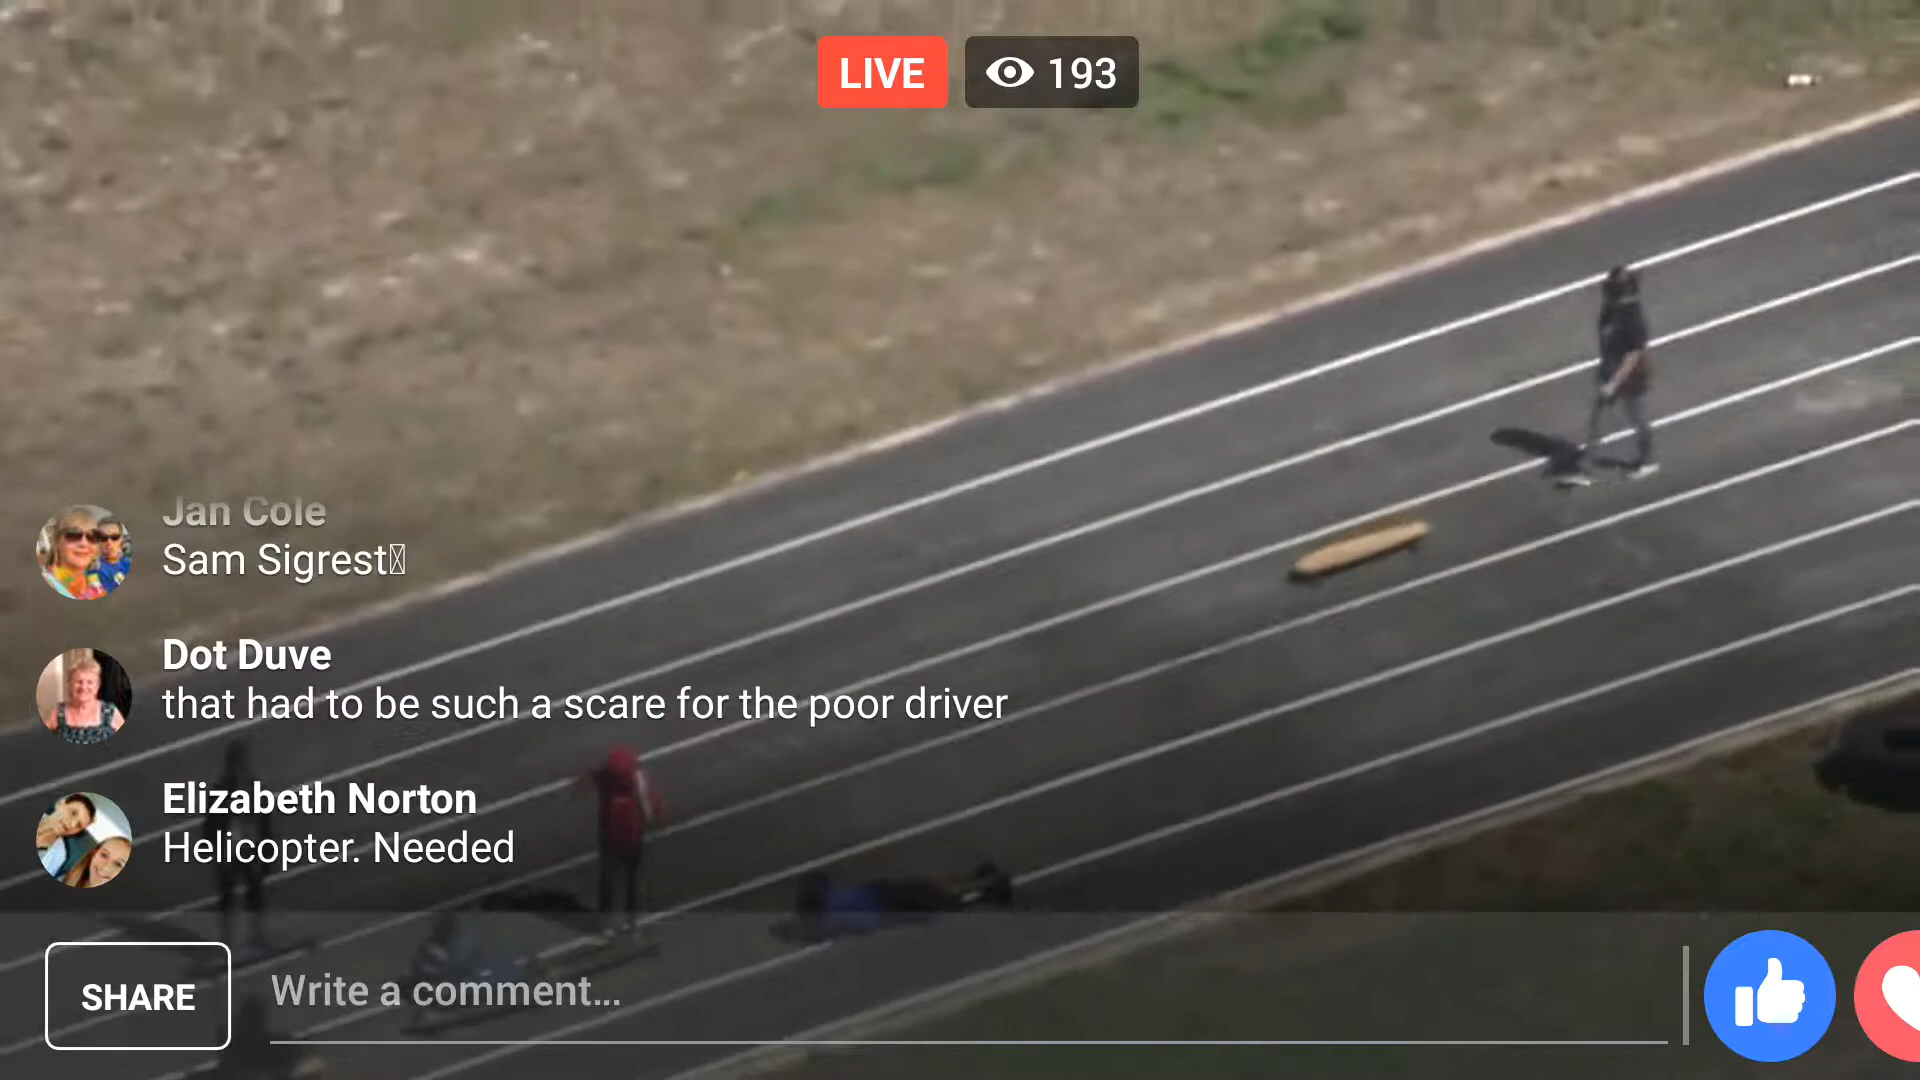 LIVE 193
Jan Cole
Sam Sigrest
Dot Duve
that had to be such a scare for the poor driver
Elizabeth Norton
Helicopter. Needed
SHARE
Write a comment...